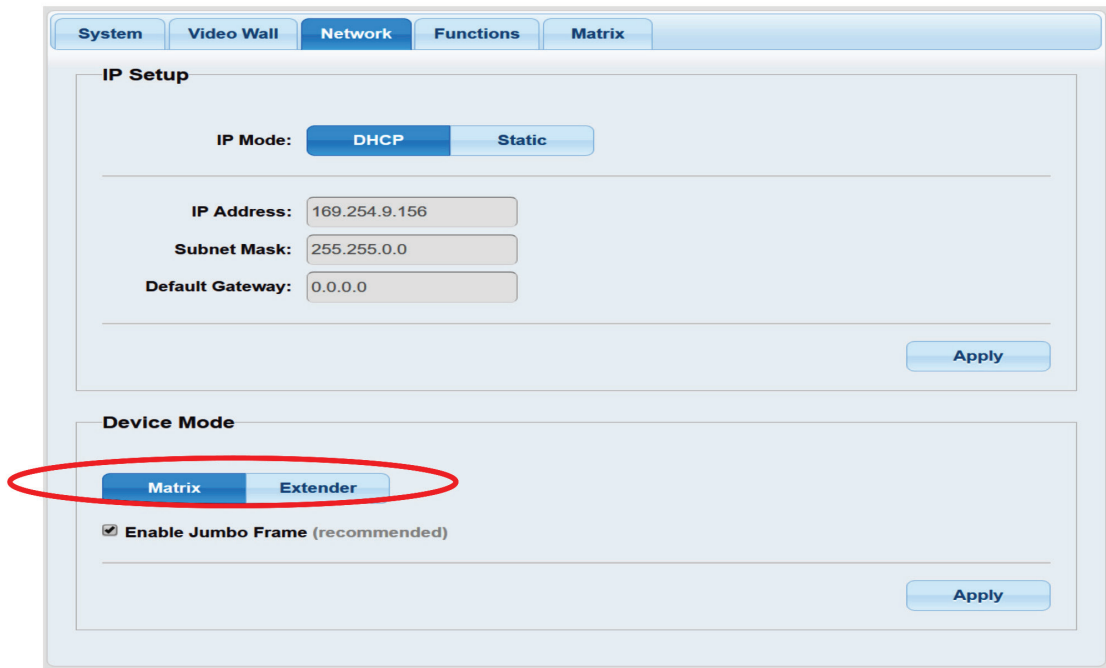 System Video Wall Network Functions Matrix
IP Setup
IP Mode: DHCP Static
IP Address: 169.254.9.156
Subnet Mask: 255.255.0.0
Default Gateway: 0.0.0.0
Apply
Device Mode
Matrix Extender
Enable Jumbo Frame (recommended)
Apply